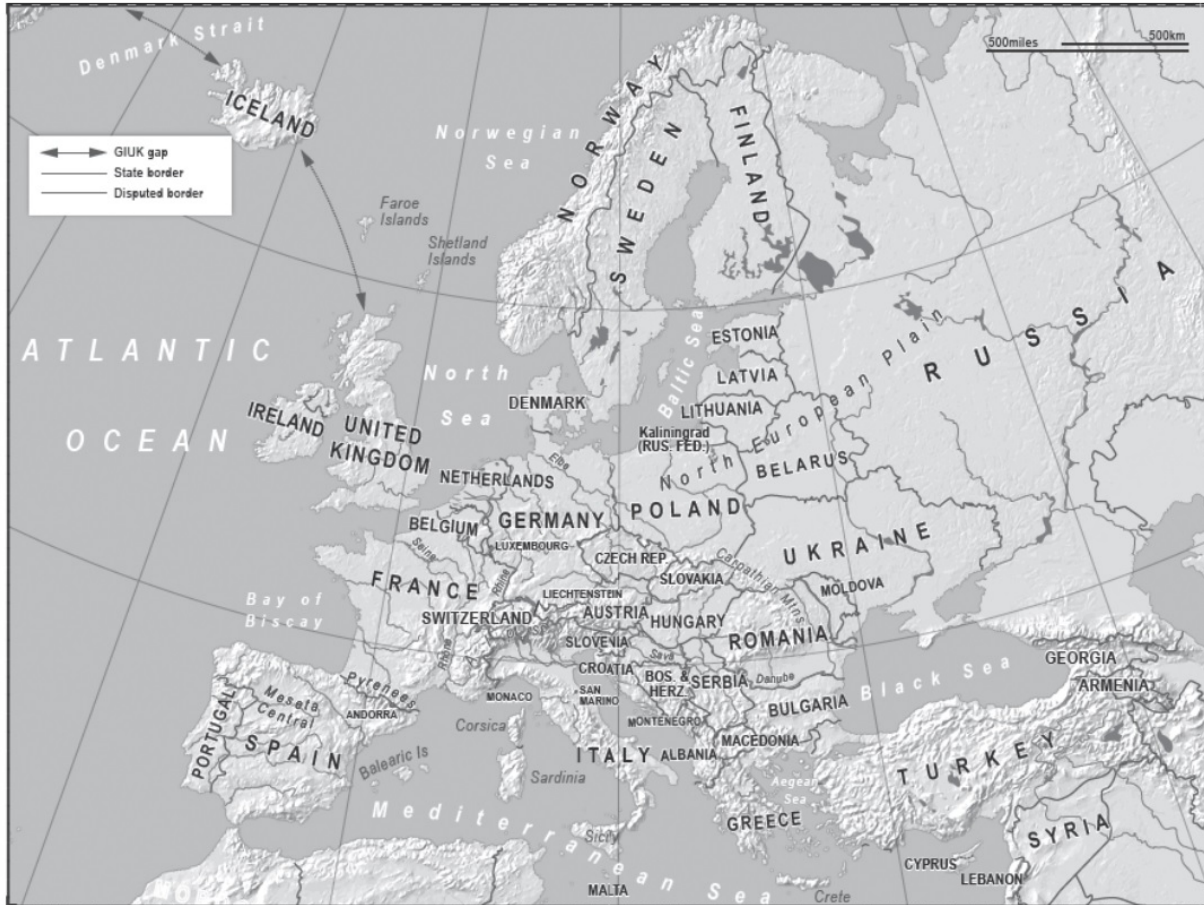 Denmark Strait
500km
500miles
ICELAND
GIUK gap
State border
Disputed border
Norwegian
Sea
NORWAY
SWEDEN
FINLAND
Faroe
Islands
Shetland
Islands
ATLANTIC
OCEAN
North
Sea
Baltic Sea
ESTONIA
LATVIA
LITHUANIA
Kaliningrad
(RUS. FED.)
North European Plain
RUSSIA
DENMARK
IRELAND
UNITED
KINGDOM
NETHERLANDS
Elbe
BELARUS
POLAND
BELGIUM
GERMANY
LUXEMBOURG
CZECH REP
UKRAINE
Seine
Rhine
FRANCE
SLOVAKIA
Carpathian Mtns
MOLDOVA
LIECHTENSTEIN
Bay of
Biscay
SWITZERLAND
AUSTRIA
HUNGARY
ROMANIA
SLOVENIA
Rhône
CROATIA
Sava
BOS. &
HERZ.
SERBIA
Danube
Black Sea
GEORGIA
ARMENIA
Pyrenees
MONACO
SAN
MARINO
BULGARIA
Meseta
Central
ANDORRA
PORTUGAL
SPAIN
Corsica
MONTENEGRO
ITALY
ALBANIA
MACEDONIA
TURKEY
Balearic Is
Sardinia
Aegean
Sea
Mediterranean Sea
GREECE
Sicily
SYRIA
CYPRUS
LEBANON
MALTA
Crete